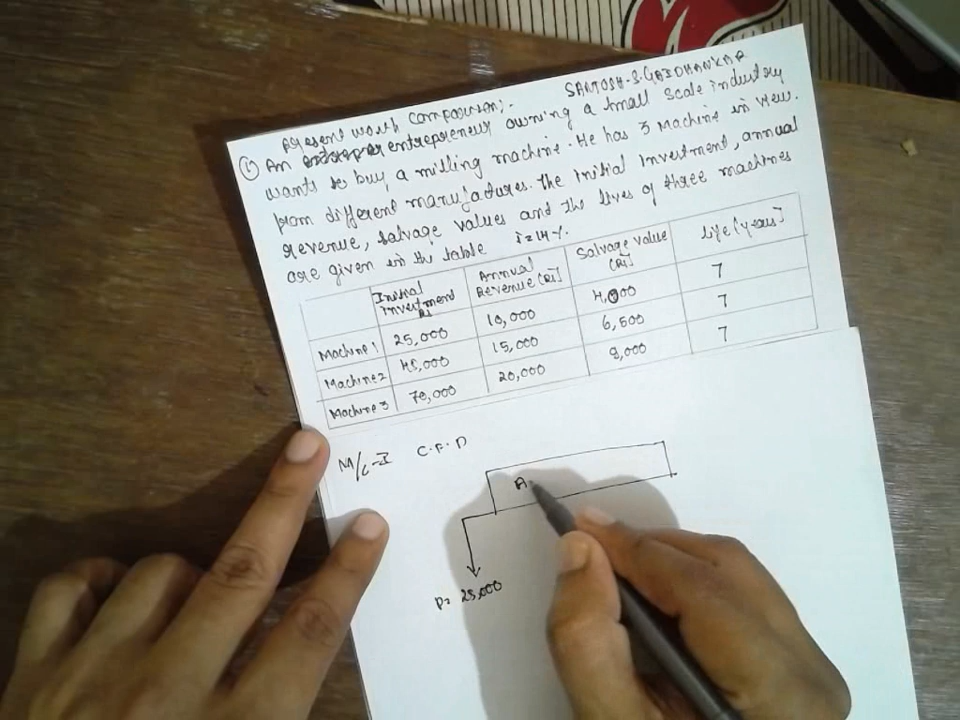 SANTOSH.S.GAIDHANKAR
Present worth Comparison;-
① An entrepreneur owning a small scale industry
wants to buy a milling machine. He has 3 Machine in view.
from different manufactures. The initial investment, annual
revenue, salvage values and the lives of three machines
are given in the table i=14%.
Initial Investment Rs Annual Revenue (Rs) Salvage Value (Rs) Life (years)
Machine 1 25,000 10,000 4,000 7
Machine 2 45,000 15,000 6,500 7
Machine 3 70,000 20,000 9,000 7
M/c-I C.F.D
A
P= 25,000